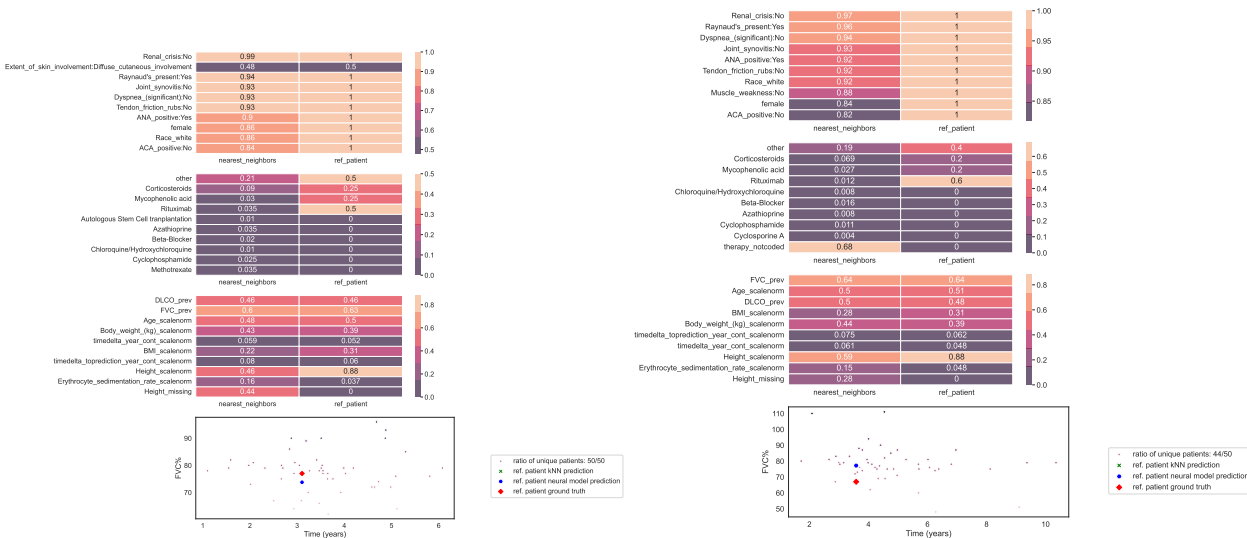 Renal_crisis:No 0.99 1
Extent_of_skin_involvement:Diffuse_cutaneous_involvement 0.48 0.5
Raynaud's_present:Yes 0.94 1
Joint_synovitis:No 0.93 1
Dyspnea_(significant):No 0.93 1
Tendon_friction_rubs:No 0.93 1
ANA_positive:Yes 0.9 1
female 0.86 1
Race_white 0.86 1
ACA_positive:No 0.84 1
nearest_neighbors ref_patient
1.0
0.9
0.8
0.7
0.6
0.5
other 0.21 0.5
Corticosteroids 0.09 0.25
Mycophenolic acid 0.03 0.25
Rituximab 0.035 0.5
Autologous Stem Cell tranplantation 0.01 0
Azathioprine 0.035 0
Beta-Blocker 0.02 0
Chloroquine/Hydroxychloroquine 0.01 0
Cyclophosphamide 0.025 0
Methotrexate 0.035 0
nearest_neighbors ref_patient
0.5
0.4
0.3
0.2
0.1
0.0
DLCO_prev 0.46 0.46
FVC_prev 0.6 0.63
Age_scalenorm 0.48 0.5
Body_weight_(kg)_scalenorm 0.43 0.39
timedelta_year_cont_scalenorm 0.059 0.052
BMI_scalenorm 0.22 0.31
timedelta_toprediction_year_cont_scalenorm 0.08 0.06
Height_scalenorm 0.46 0.88
Erythrocyte_sedimentation_rate_scalenorm 0.16 0.037
Height_missing 0.44 0
nearest_neighbors ref_patient
0.8
0.6
0.4
0.2
0.0
FVC%
90
80
70
1 2 3 4 5 6
Time (years)
ratio of unique patients: 50/50
ref. patient kNN prediction
ref. patient neural model prediction
ref. patient ground truth
Renal_crisis:No 0.97 1
Raynaud's_present:Yes 0.96 1
Dyspnea_(significant):No 0.94 1
Joint_synovitis:No 0.93 1
ANA_positive:Yes 0.92 1
Tendon_friction_rubs:No 0.92 1
Race_white 0.92 1
Muscle_weakness:No 0.88 1
female 0.84 1
ACA_positive:No 0.82 1
nearest_neighbors ref_patient
1.00
0.95
0.90
0.85
other 0.19 0.4
Corticosteroids 0.069 0.2
Mycophenolic acid 0.027 0.2
Rituximab 0.012 0.6
Chloroquine/Hydroxychloroquine 0.008 0
Beta-Blocker 0.016 0
Azathioprine 0.008 0
Cyclophosphamide 0.011 0
Cyclosporine A 0.004 0
therapy_notcoded 0.68 0
nearest_neighbors ref_patient
0.6
0.5
0.4
0.3
0.2
0.1
0.0
FVC_prev 0.64 0.64
Age_scalenorm 0.5 0.51
DLCO_prev 0.5 0.48
BMI_scalenorm 0.28 0.31
Body_weight_(kg)_scalenorm 0.44 0.39
timedelta_toprediction_year_cont_scalenorm 0.075 0.062
timedelta_year_cont_scalenorm 0.061 0.048
Height_scalenorm 0.59 0.88
Erythrocyte_sedimentation_rate_scalenorm 0.15 0.048
Height_missing 0.28 0
nearest_neighbors ref_patient
0.8
0.6
0.4
0.2
0.0
FVC%
110
100
90
80
70
60
50
2 4 6 8 10
Time (years)
ratio of unique patients: 44/50
ref. patient kNN prediction
ref. patient neural model prediction
ref. patient ground truth